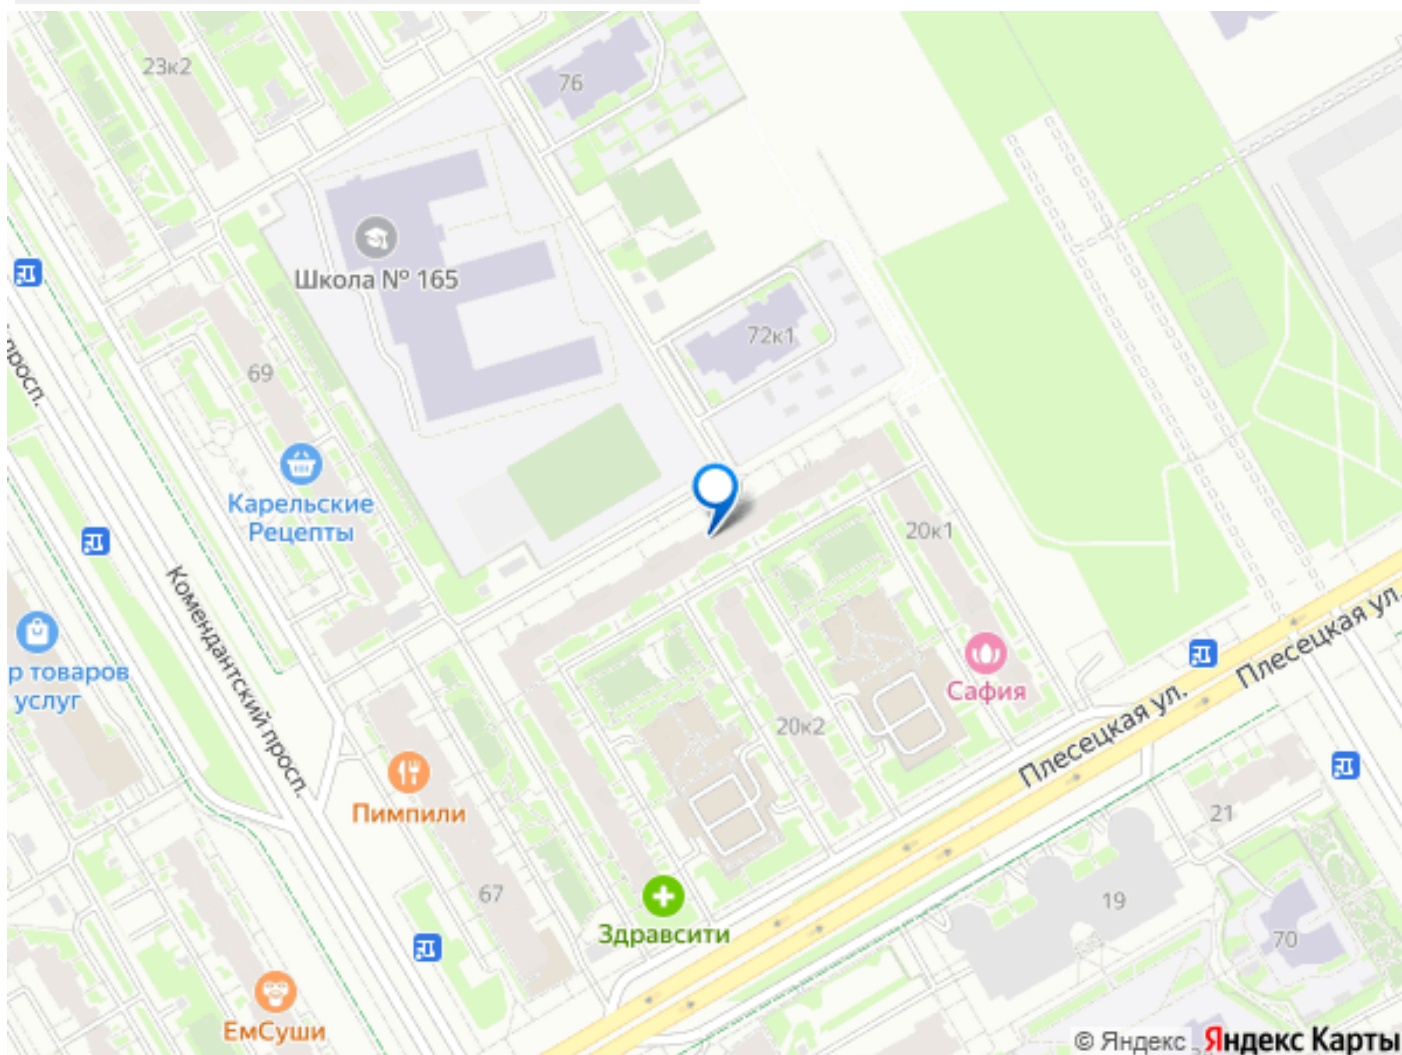 23к2
76
Школа № 165
72к1
69
просп.
Карельские
Рецепты
20к1
Комендантский просп.
р товаров
услуг
Сафия
Плесецкая ул.
Плесецкая ул.
20к2
Пимпили
21
67
19
Здравсити
70
ЕмСуши
© Яндекс Яндекс Карты